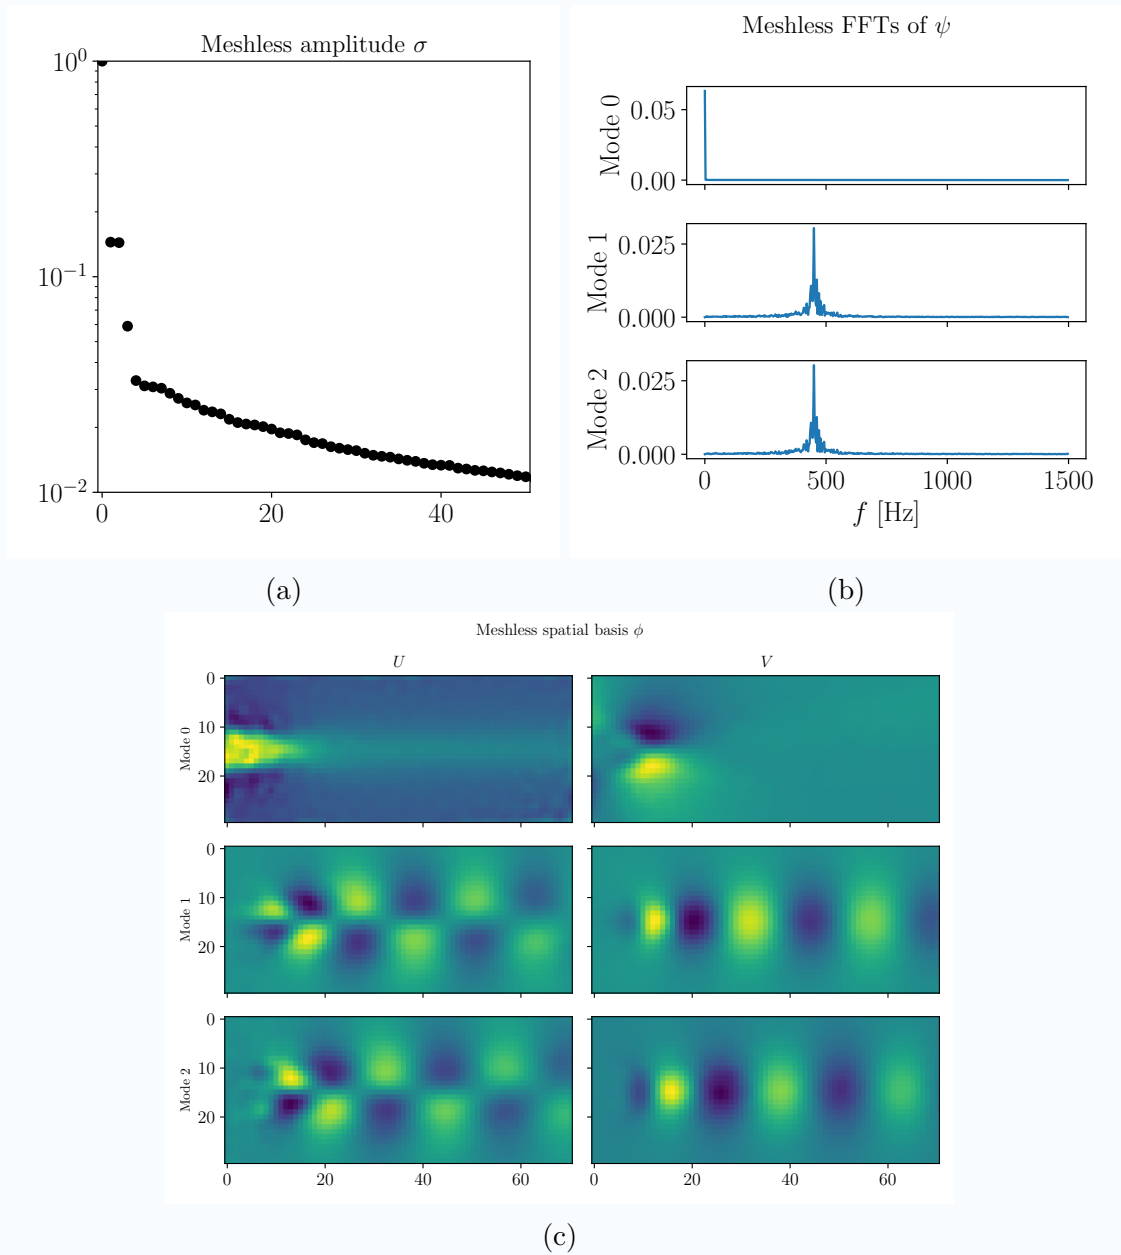 Meshless amplitude σ
10⁰
10⁻¹
10⁻²
0 20 40
(a)
Meshless FFTs of ψ
Mode 0
0.05
0.00
Mode 1
0.025
0.000
Mode 2
0.025
0.000
0 500 1000 1500
f [Hz]
(b)
Meshless spatial basis ϕ
U V
Mode 0
0
10
20
Mode 1
0
10
20
Mode 2
0
10
20
0 20 40 60 0 20 40 60
(c)